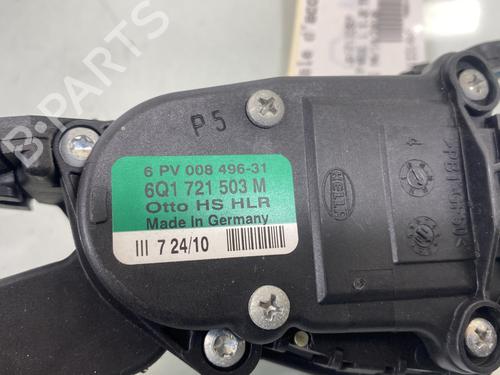 P5
6 PV 008 496-31
6Q1 721 503 M
Otto HS HLR
Made in Germany
III 7 24/10
HELLA
4
B-PARTS